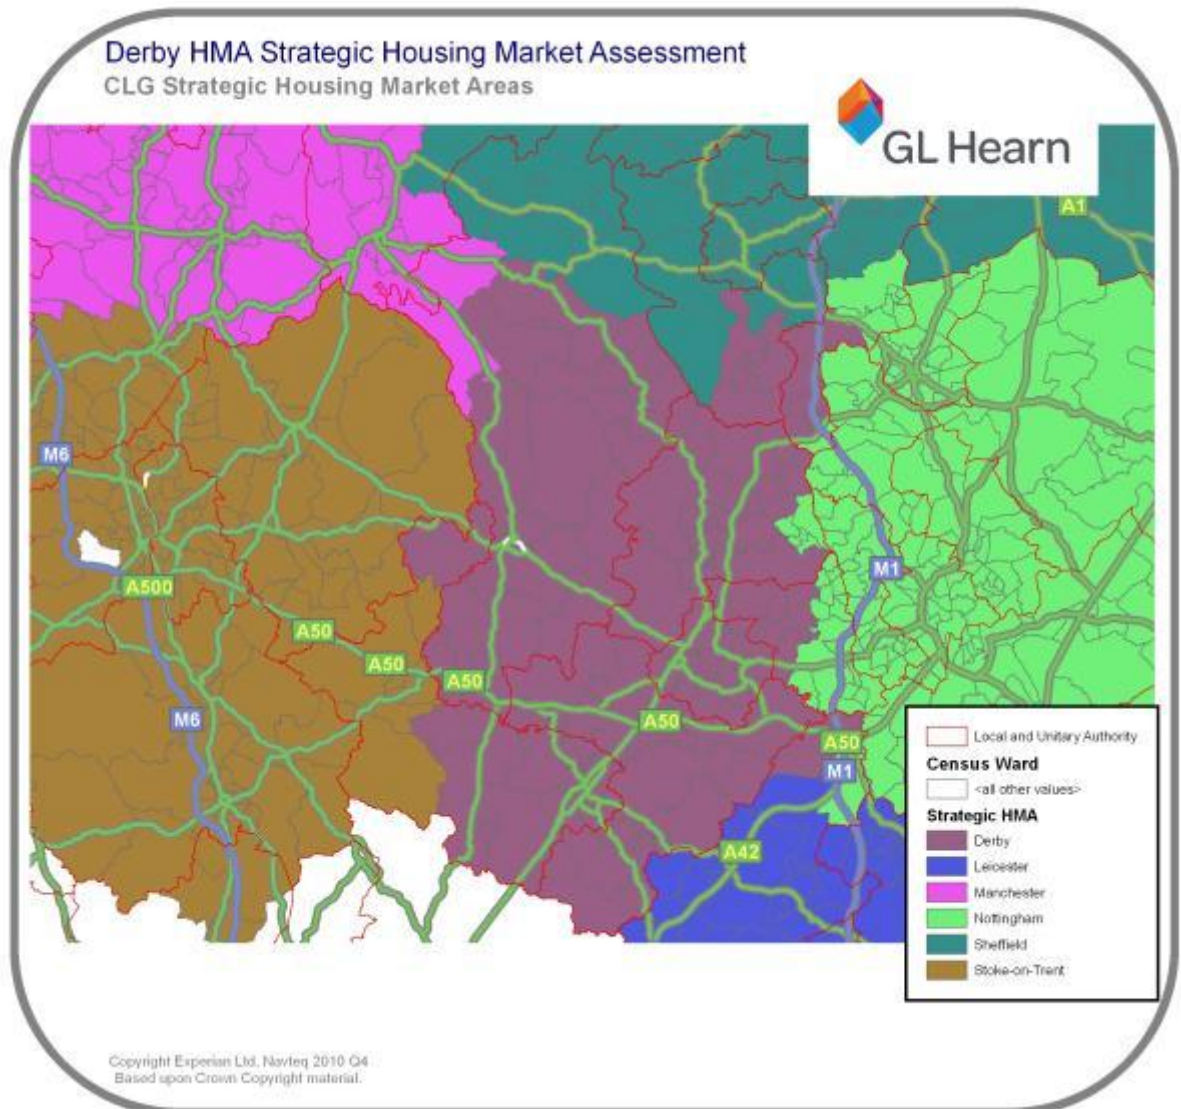 Derby HMA Strategic Housing Market Assessment
CLG Strategic Housing Market Areas
GL Hearn
A1
M6
M1
A500
A50
A50
A50
M6
A50
A50
M1
A42
Local and Unitary Authority
Census Ward
<all other values>
Strategic HMA
Derby
Leicester
Manchester
Nottingham
Sheffield
Stoke-on-Trent
Copyright Experian Ltd, Navteq 2010 Q4
Based upon Crown Copyright material.